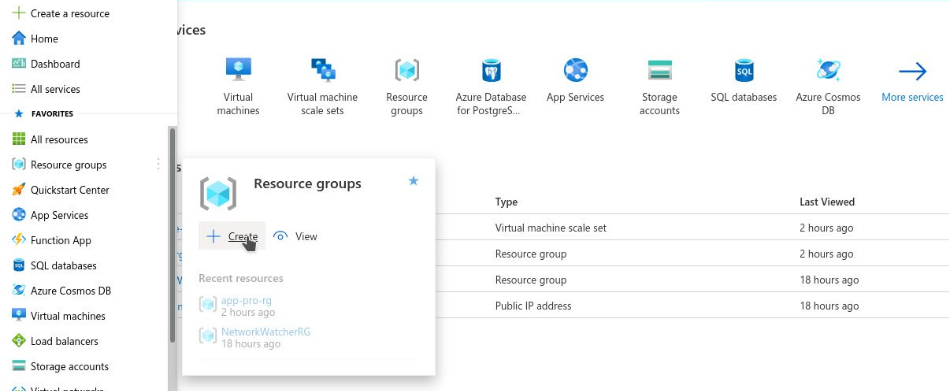 Create a resource
Home
Dashboard
All services
FAVORITES
All resources
Resource groups
Quickstart Center
App Services
Function App
SQL databases
Azure Cosmos DB
Virtual machines
Load balancers
Storage accounts
vices
Virtual machines
Virtual machine scale sets
Resource groups
Azure Database for PostgreS...
App Services
Storage accounts
SQL databases
Azure Cosmos DB
More services
Resource groups
Create
View
Recent resources
app-pro-rg
2 hours ago
NetworkWatcherRG
18 hours ago
Type
Last Viewed
Virtual machine scale set
2 hours ago
Resource group
2 hours ago
Resource group
18 hours ago
Public IP address
18 hours ago